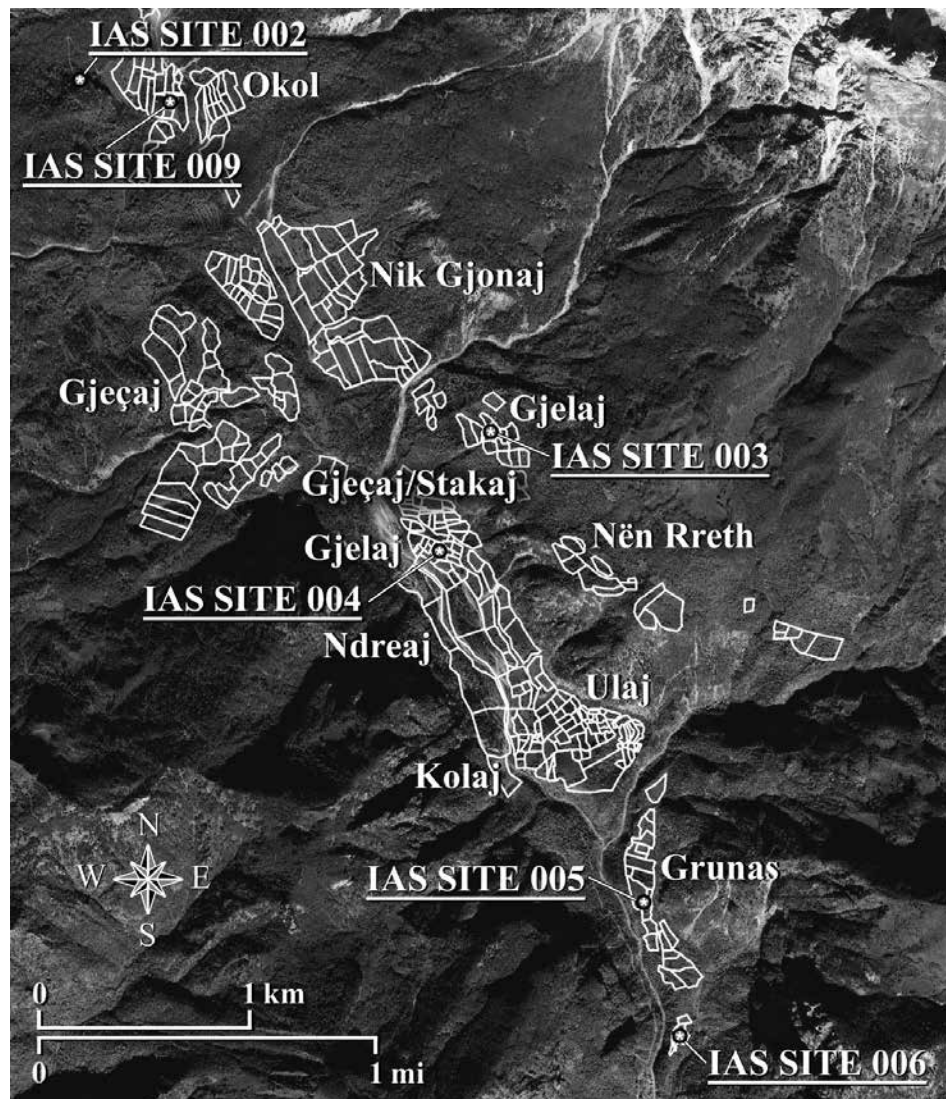 IAS SITE 002
Okol
IAS SITE 009
Nik Gjonaj
Gjeçaj
Gjelaj
IAS SITE 003
Gjeçaj/Stakaj
Nën Rreth
Gjelaj
IAS SITE 004
Ndreaj
Ulaj
Kolaj
N
W E
S
Grunas
IAS SITE 005
0 1 km
0 1 mi
IAS SITE 006